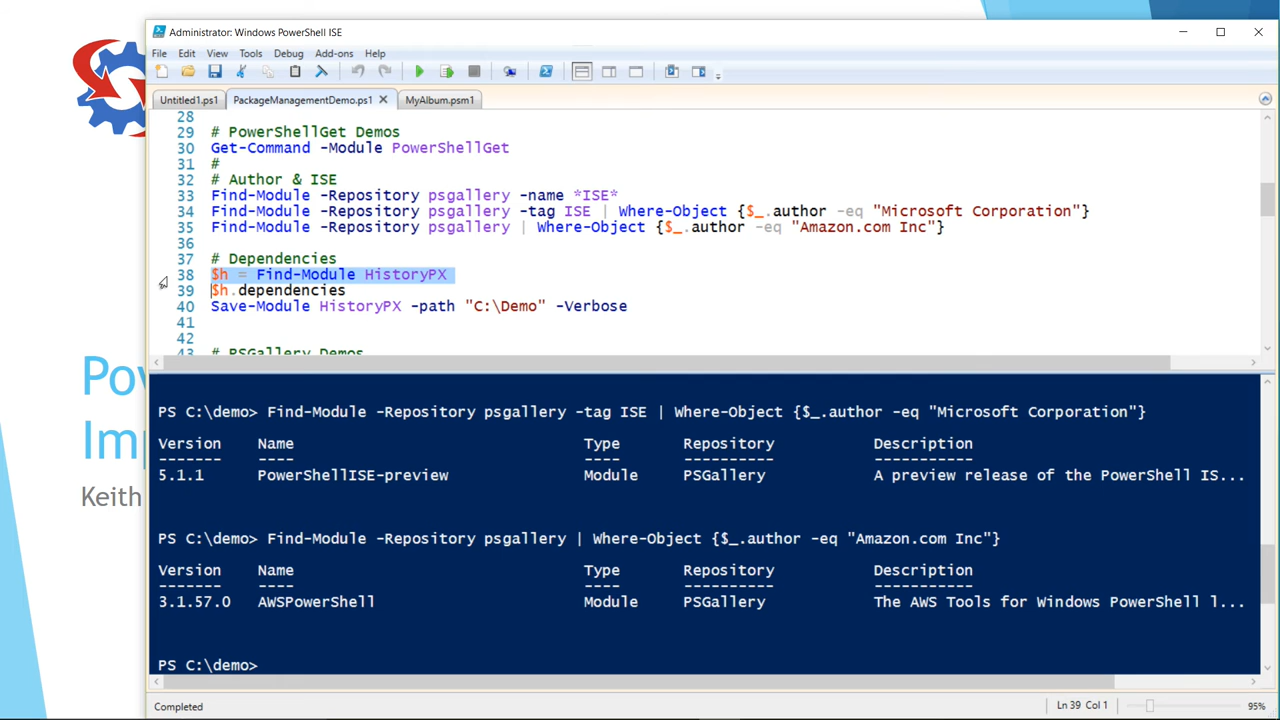 Administrator: Windows PowerShell ISE
File Edit View Tools Debug Add-ons Help
Untitled1.ps1 PackageManagementDemo.ps1 MyAlbum.psm1
28
29 # PowerShellGet Demos
30 Get-Command -Module PowerShellGet
31 #
32 # Author & ISE
33 Find-Module -Repository psgallery -name *ISE*
34 Find-Module -Repository psgallery -tag ISE | Where-Object {$_.author -eq "Microsoft Corporation"}
35 Find-Module -Repository psgallery | Where-Object {$_.author -eq "Amazon.com Inc"}
36
37 # Dependencies
38 $h = Find-Module HistoryPX
39 $h.dependencies
40 Save-Module HistoryPX -path "C:\Demo" -Verbose
41
42
43 # PSGallery Demos
PS C:\demo> Find-Module -Repository psgallery -tag ISE | Where-Object {$_.author -eq "Microsoft Corporation"}
Version Name Type Repository Description
------- ---- ---- ---------- -----------
5.1.1 PowerShellISE-preview Module PSGallery A preview release of the PowerShell IS...
PS C:\demo> Find-Module -Repository psgallery | Where-Object {$_.author -eq "Amazon.com Inc"}
Version Name Type Repository Description
------- ---- ---- ---------- -----------
3.1.57.0 AWSPowerShell Module PSGallery The AWS Tools for Windows PowerShell l...
PS C:\demo>
Completed Ln 39 Col 1 95%
Keith